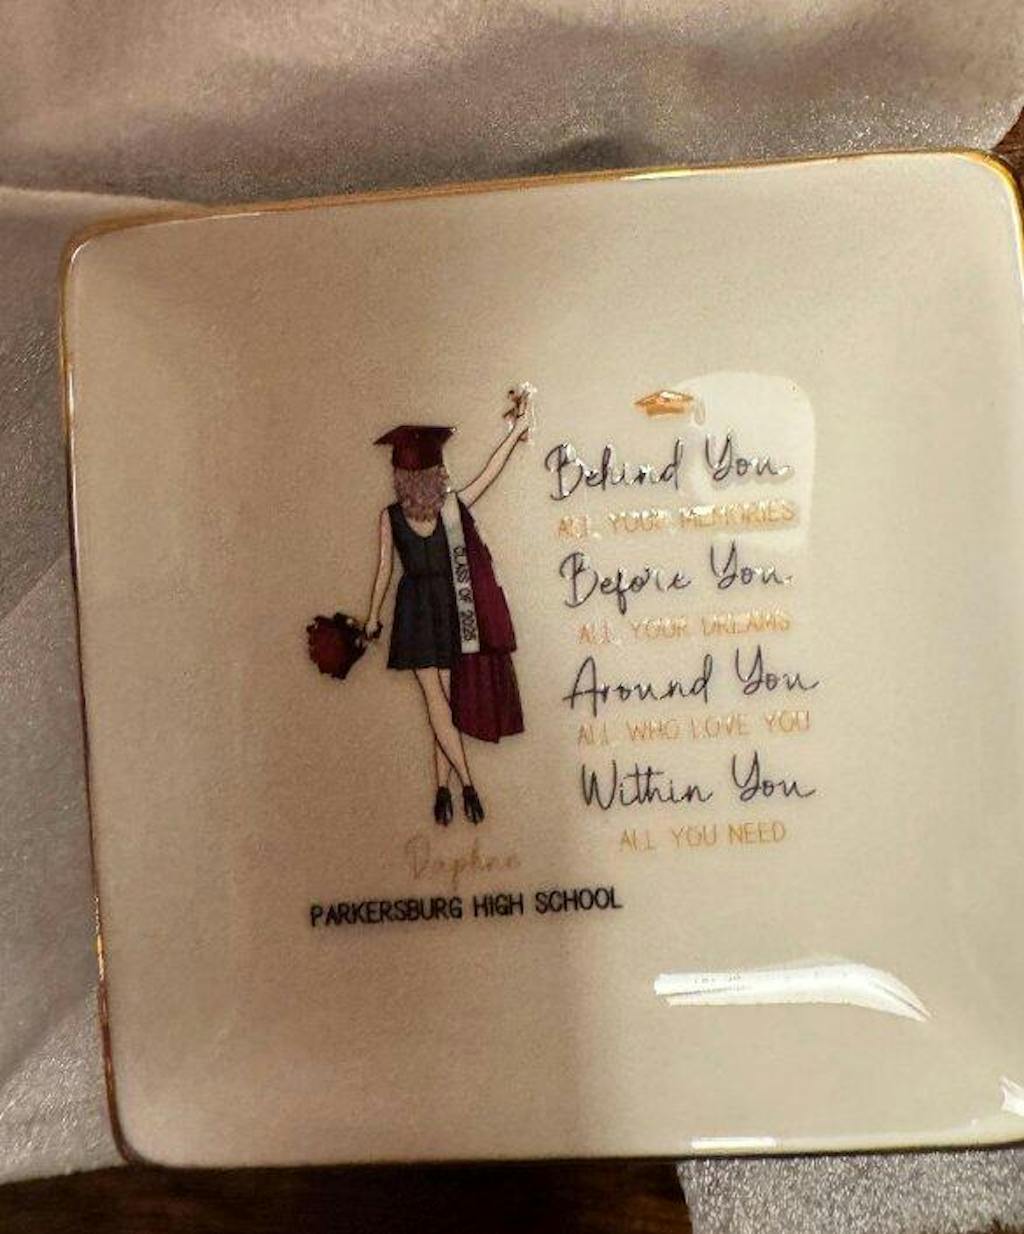 Behind You
ALL YOUR MEMORIES
Before You
ALL YOUR DREAMS
Around You
ALL WHO LOVE YOU
Within You
ALL YOU NEED
CLASS OF 2025
Daphne
PARKERSBURG HIGH SCHOOL